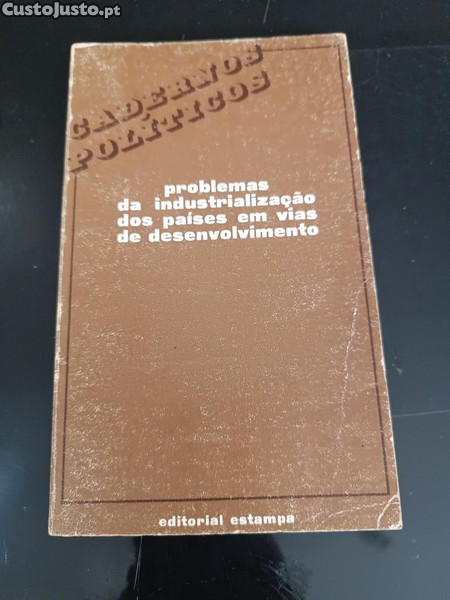 CustoJusto.pt
CADERNOS
POLÍTICOS
problemas
da industrialização
dos países em vias
de desenvolvimento
editorial estampa